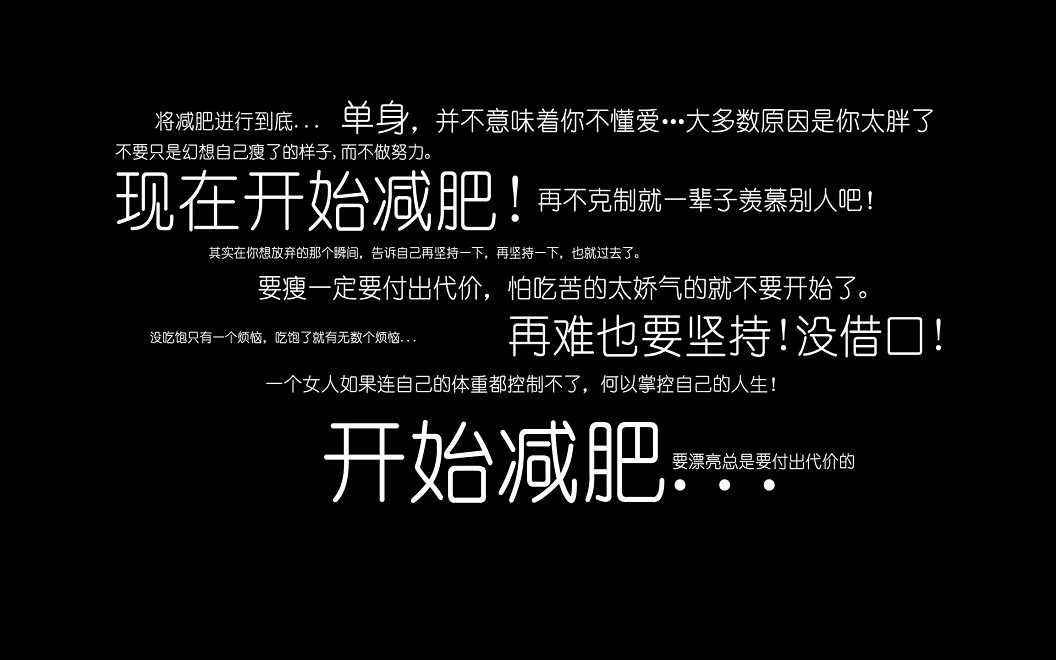 将减肥进行到底... 单身，并不意味着你不懂爱…大多数原因是你太胖了
不要只是幻想自己瘦了的样子,而不做努力。
现在开始减肥！再不克制就一辈子羡慕别人吧！
其实在你想放弃的那个瞬间，告诉自己再坚持一下，再坚持一下，也就过去了。
要瘦一定要付出代价，怕吃苦的太娇气的就不要开始了。
没吃饱只有一个烦恼，吃饱了就有无数个烦恼...
再难也要坚持！没借口！
一个女人如果连自己的体重都控制不了，何以掌控自己的人生！
开始减肥...
要漂亮总是要付出代价的